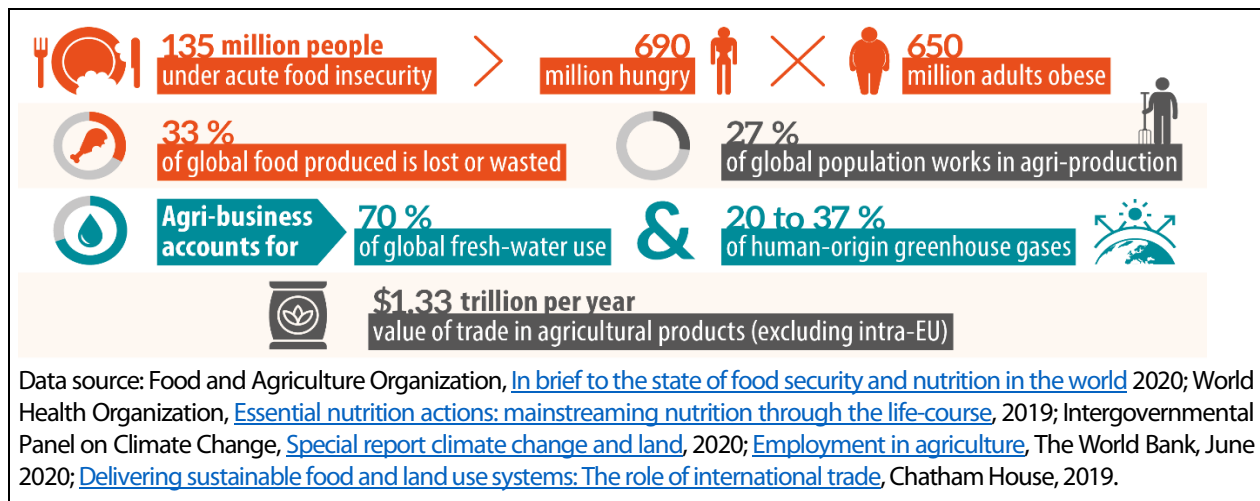 135 million people
under acute food insecurity
690
million hungry
650
million adults obese
33 %
of global food produced is lost or wasted
27 %
of global population works in agri-production
Agri-business
accounts for
70 %
of global fresh-water use
&
20 to 37 %
of human-origin greenhouse gases
$1.33 trillion per year
value of trade in agricultural products (excluding intra-EU)
Data source: Food and Agriculture Organization, In brief to the state of food security and nutrition in the world 2020; World
Health Organization, Essential nutrition actions: mainstreaming nutrition through the life-course, 2019; Intergovernmental
Panel on Climate Change, Special report climate change and land, 2020; Employment in agriculture, The World Bank, June
2020; Delivering sustainable food and land use systems: The role of international trade, Chatham House, 2019.